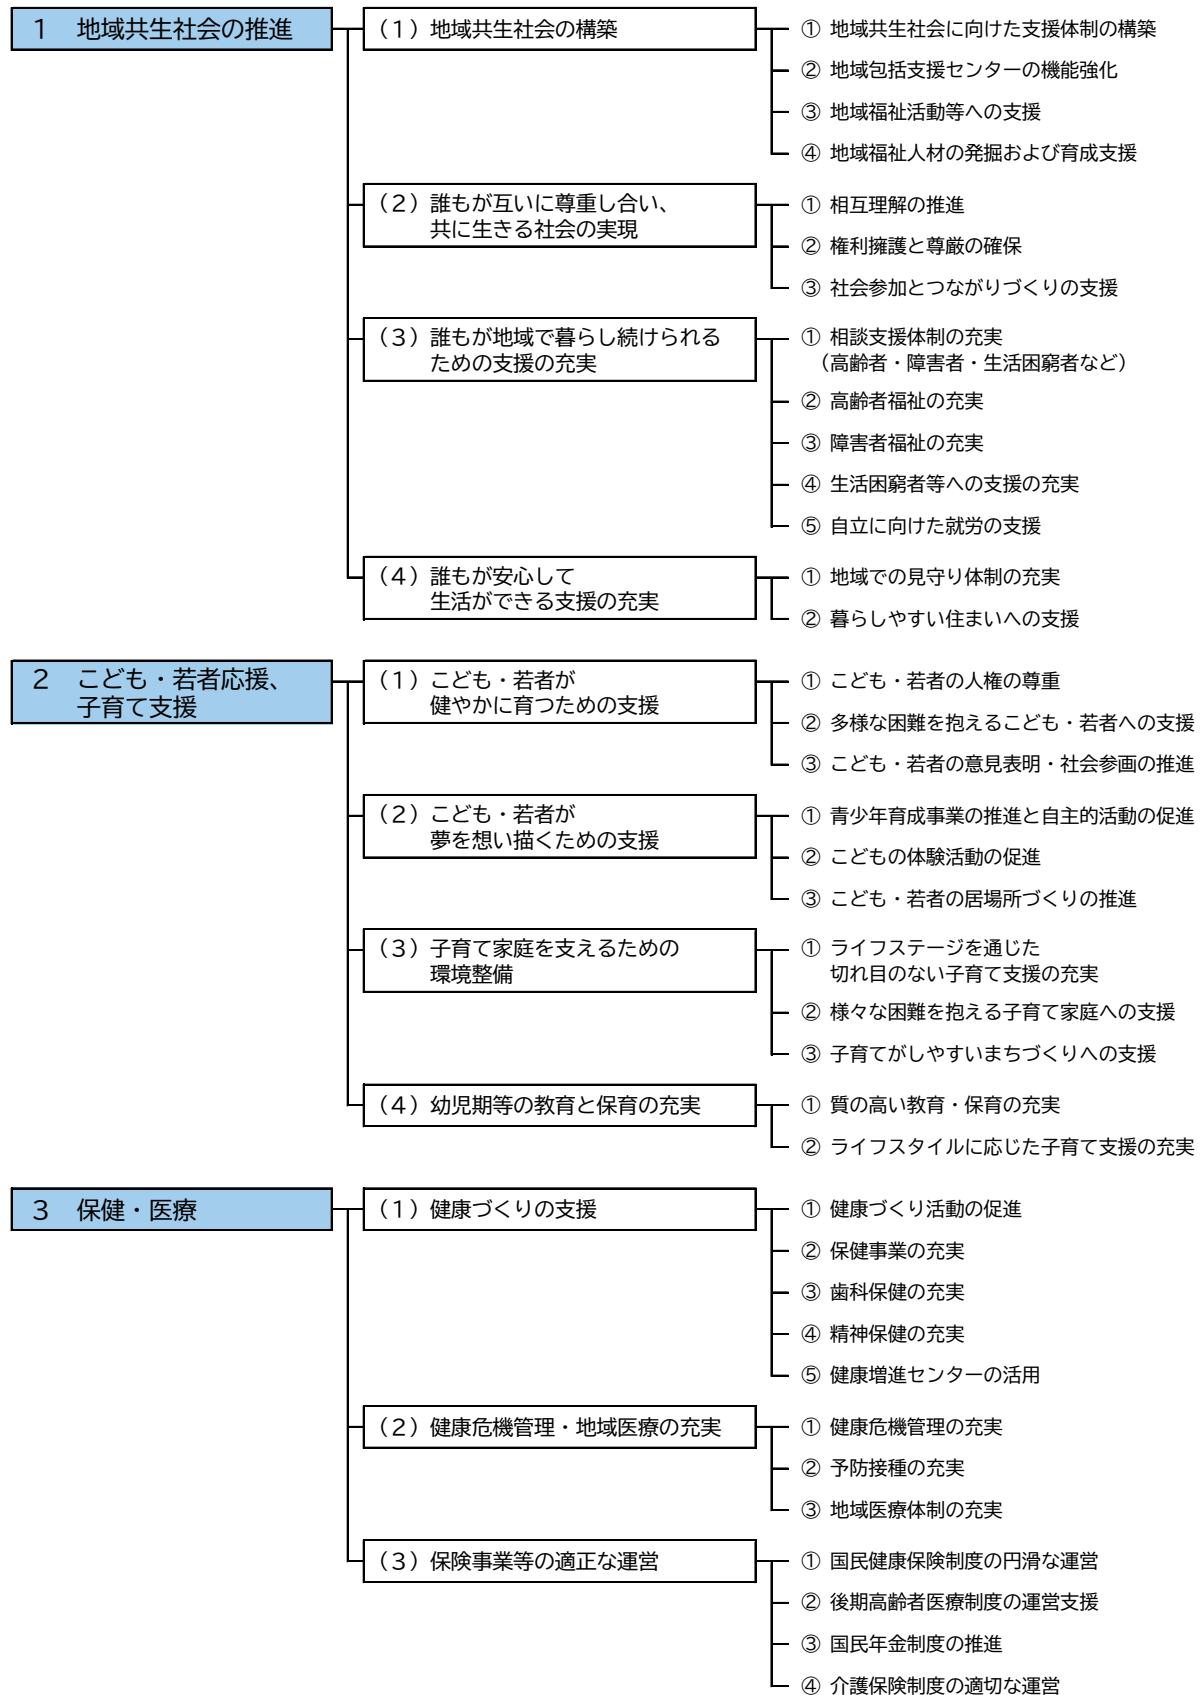 1　地域共生社会の推進
（1）地域共生社会の構築
① 地域共生社会に向けた支援体制の構築
② 地域包括支援センターの機能強化
③ 地域福祉活動等への支援
④ 地域福祉人材の発掘および育成支援
（2）誰もが互いに尊重し合い、
共に生きる社会の実現
① 相互理解の推進
② 権利擁護と尊厳の確保
③ 社会参加とつながりづくりの支援
（3）誰もが地域で暮らし続けられる
ための支援の充実
① 相談支援体制の充実
（高齢者・障害者・生活困窮者など）
② 高齢者福祉の充実
③ 障害者福祉の充実
④ 生活困窮者等への支援の充実
⑤ 自立に向けた就労の支援
（4）誰もが安心して
生活ができる支援の充実
① 地域での見守り体制の充実
② 暮らしやすい住まいへの支援
2　こども・若者応援、
子育て支援
（1）こども・若者が
健やかに育つための支援
① こども・若者の人権の尊重
② 多様な困難を抱えるこども・若者への支援
③ こども・若者の意見表明・社会参画の推進
（2）こども・若者が
夢を想い描くための支援
① 青少年育成事業の推進と自主的活動の促進
② こどもの体験活動の促進
③ こども・若者の居場所づくりの推進
（3）子育て家庭を支えるための
環境整備
① ライフステージを通じた
切れ目のない子育て支援の充実
② 様々な困難を抱える子育て家庭への支援
③ 子育てがしやすいまちづくりへの支援
（4）幼児期等の教育と保育の充実
① 質の高い教育・保育の充実
② ライフスタイルに応じた子育て支援の充実
3　保健・医療
（1）健康づくりの支援
① 健康づくり活動の促進
② 保健事業の充実
③ 歯科保健の充実
④ 精神保健の充実
⑤ 健康増進センターの活用
（2）健康危機管理・地域医療の充実
① 健康危機管理の充実
② 予防接種の充実
③ 地域医療体制の充実
（3）保険事業等の適正な運営
① 国民健康保険制度の円滑な運営
② 後期高齢者医療制度の運営支援
③ 国民年金制度の推進
④ 介護保険制度の適切な運営